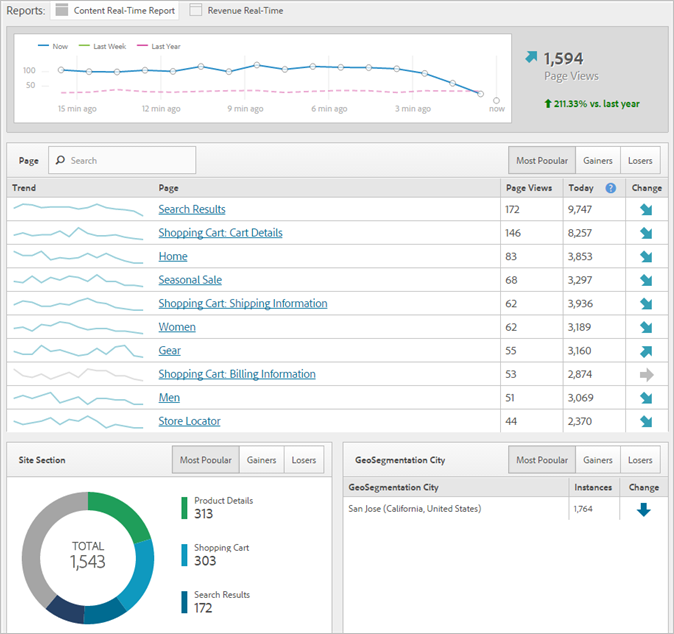 Reports: Content Real-Time Report Revenue Real-Time
Now Last Week Last Year
100
50
15 min ago 12 min ago 9 min ago 6 min ago 3 min ago now
1,594
Page Views
211.33% vs. last year
Page Search Most Popular Gainers Losers
Trend Page Page Views Today ? Change
Search Results 172 9,747
Shopping Cart: Cart Details 146 8,257
Home 83 3,853
Seasonal Sale 68 3,297
Shopping Cart: Shipping Information 62 3,936
Women 62 3,189
Gear 55 3,160
Shopping Cart: Billing Information 53 2,874
Men 51 3,069
Store Locator 44 2,370
Site Section Most Popular Gainers Losers
TOTAL
1,543
Product Details
313
Shopping Cart
303
Search Results
172
GeoSegmentation City Most Popular Gainers Losers
GeoSegmentation City Instances Change
San Jose (California, United States) 1,764